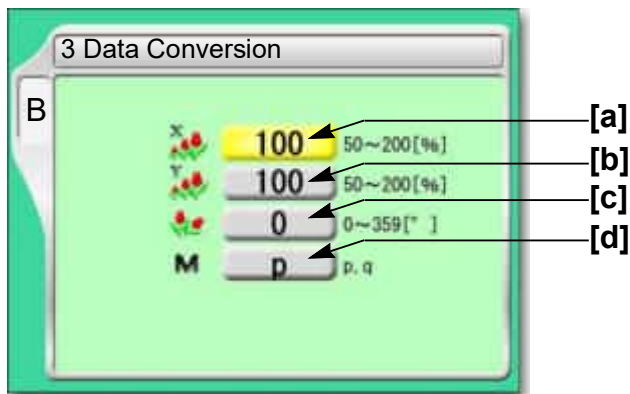 3 Data Conversion
B
X 100 50~200[%] [a]
Y 100 50~200[%] [b]
0 0~359[° ] [c]
M p p, q [d]